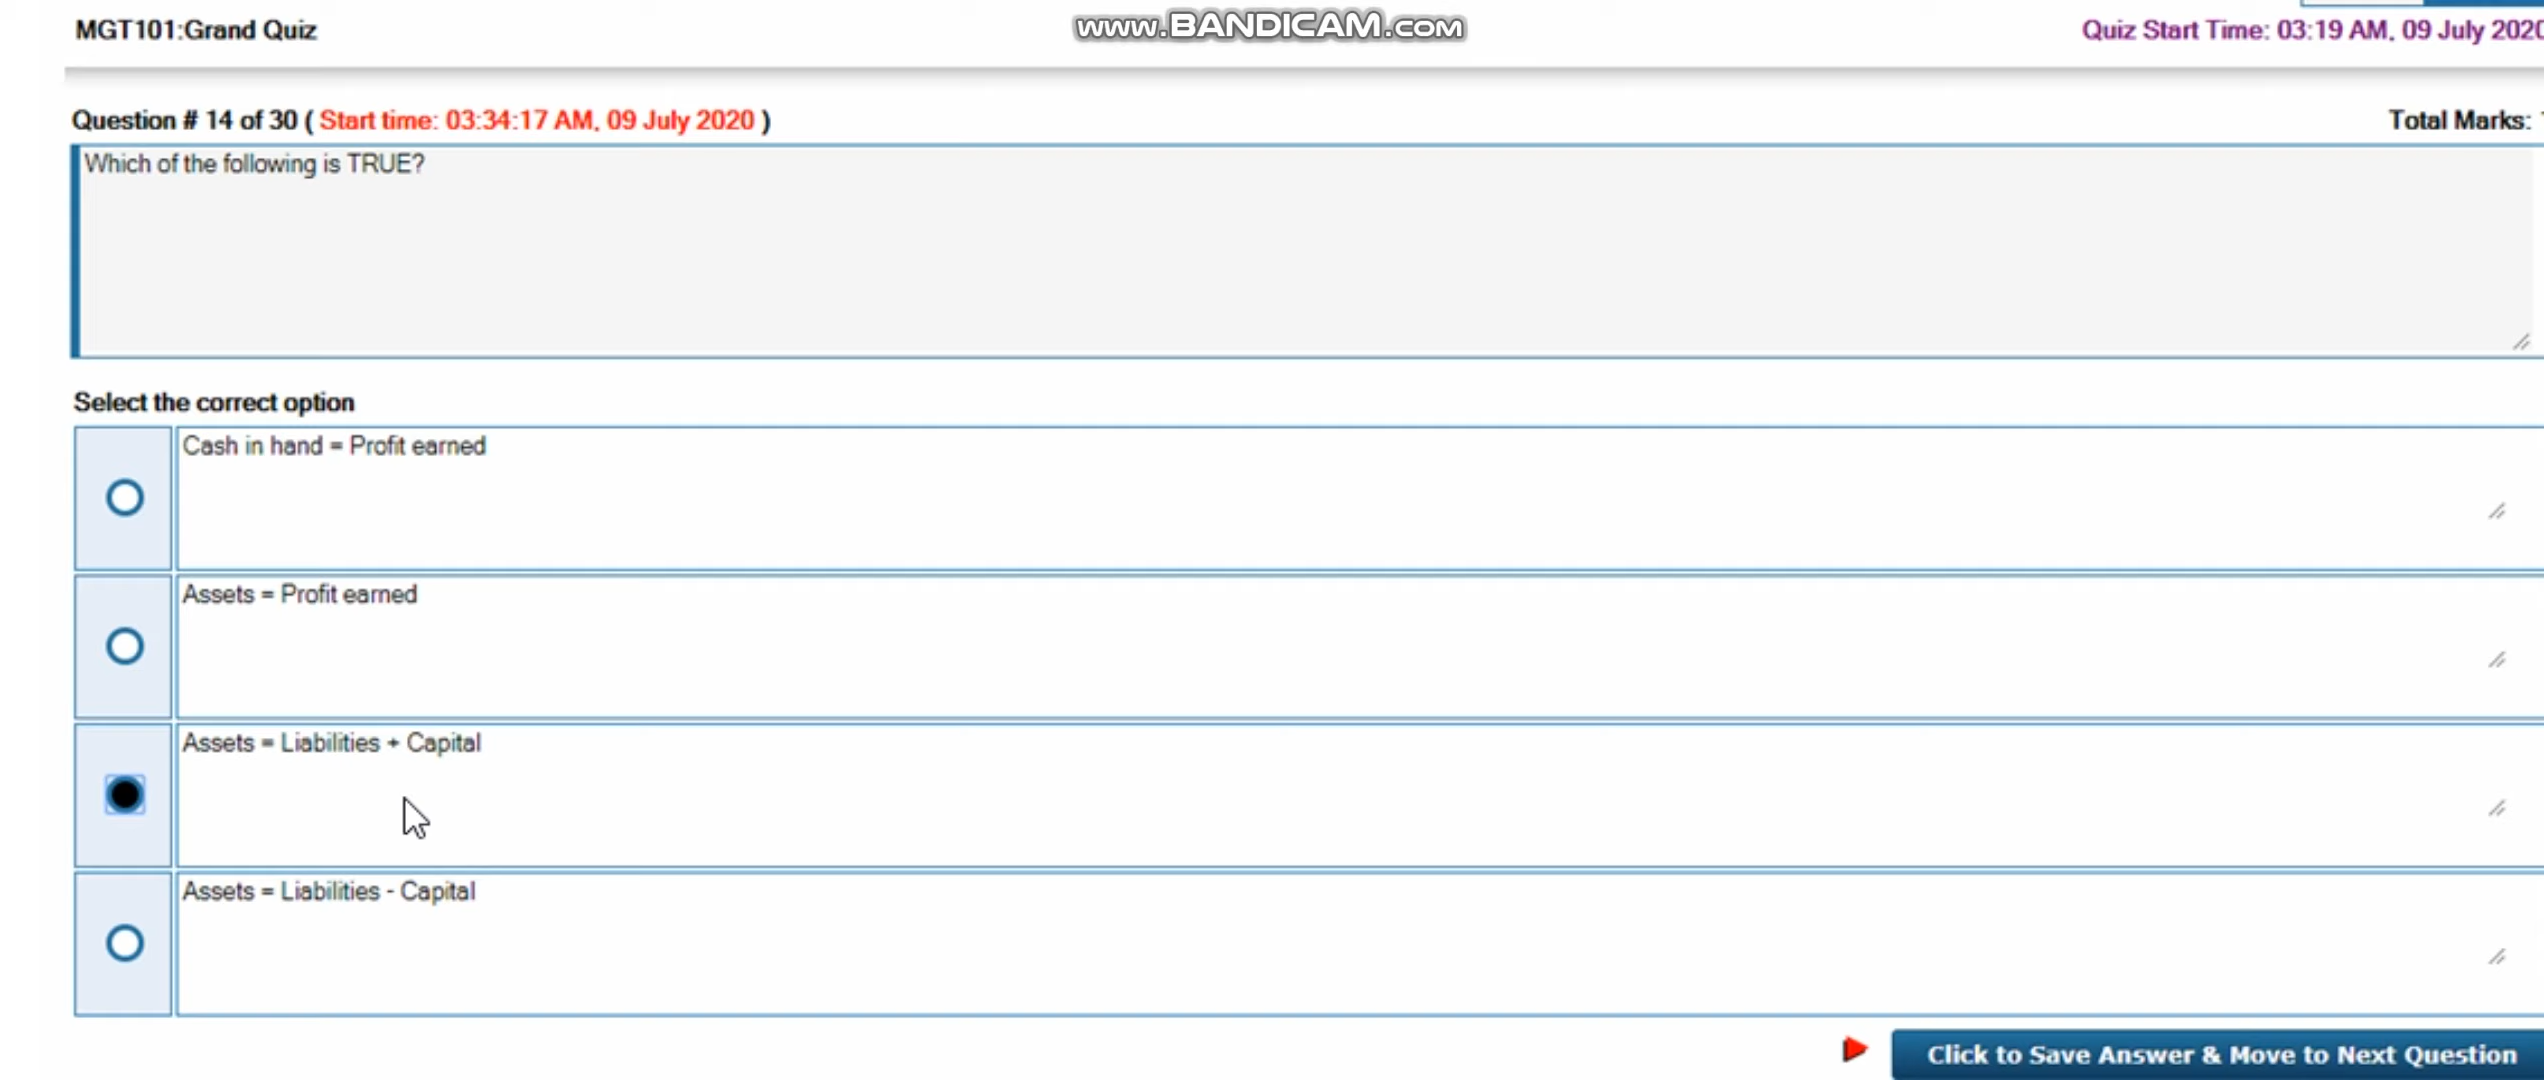 MGT101:Grand Quiz
www.BANDICAM.com
Quiz Start Time: 03:19 AM, 09 July 2020
Question # 14 of 30 ( Start time: 03:34:17 AM, 09 July 2020 )
Total Marks:
Which of the following is TRUE?
Select the correct option
Cash in hand = Profit earned
Assets = Profit earned
Assets = Liabilities + Capital
Assets = Liabilities - Capital
Click to Save Answer & Move to Next Question